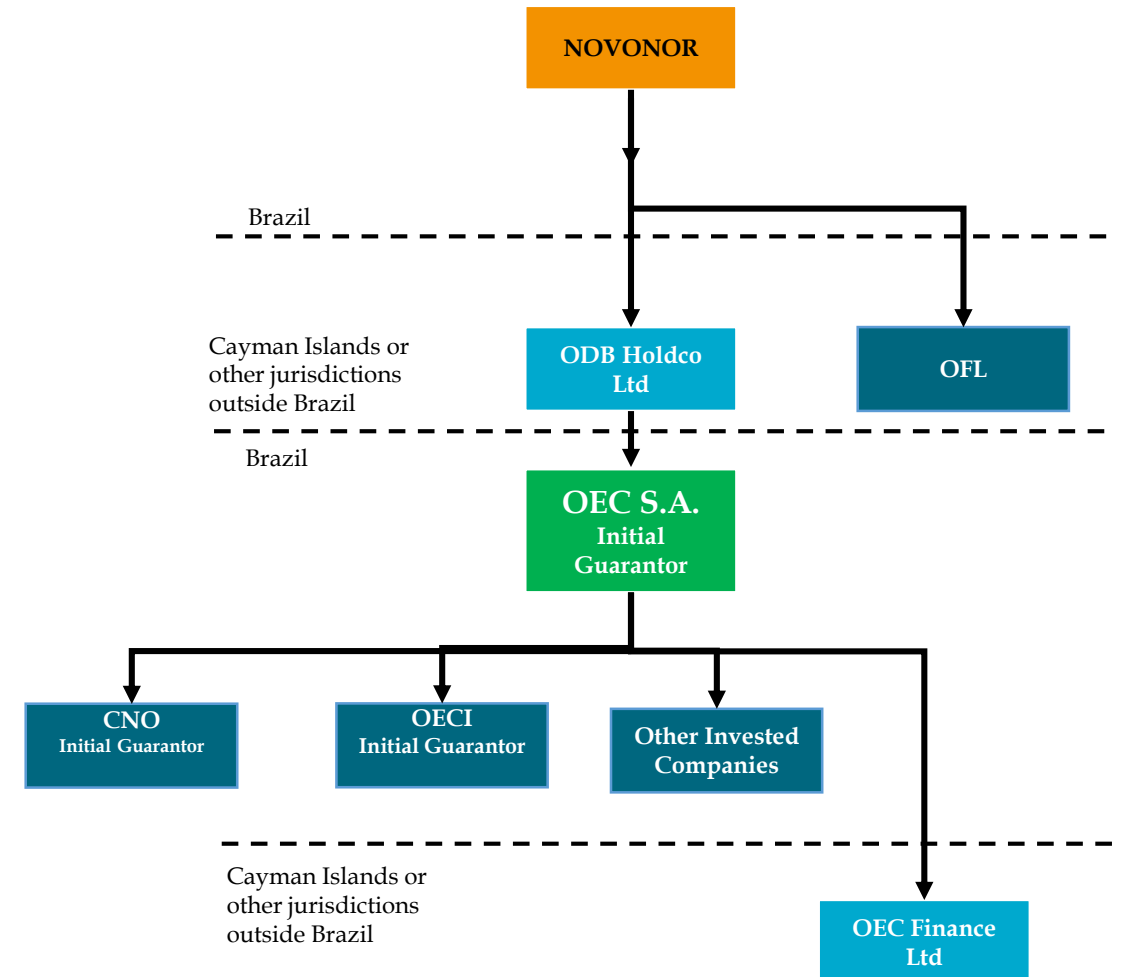 NOVONOR
Brazil
Cayman Islands or
other jurisdictions
outside Brazil
ODB Holdco
Ltd
OFL
Brazil
OEC S.A.
Initial
Guarantor
CNO
Initial Guarantor
OECI
Initial Guarantor
Other Invested
Companies
Cayman Islands or
other jurisdictions
outside Brazil
OEC Finance
Ltd